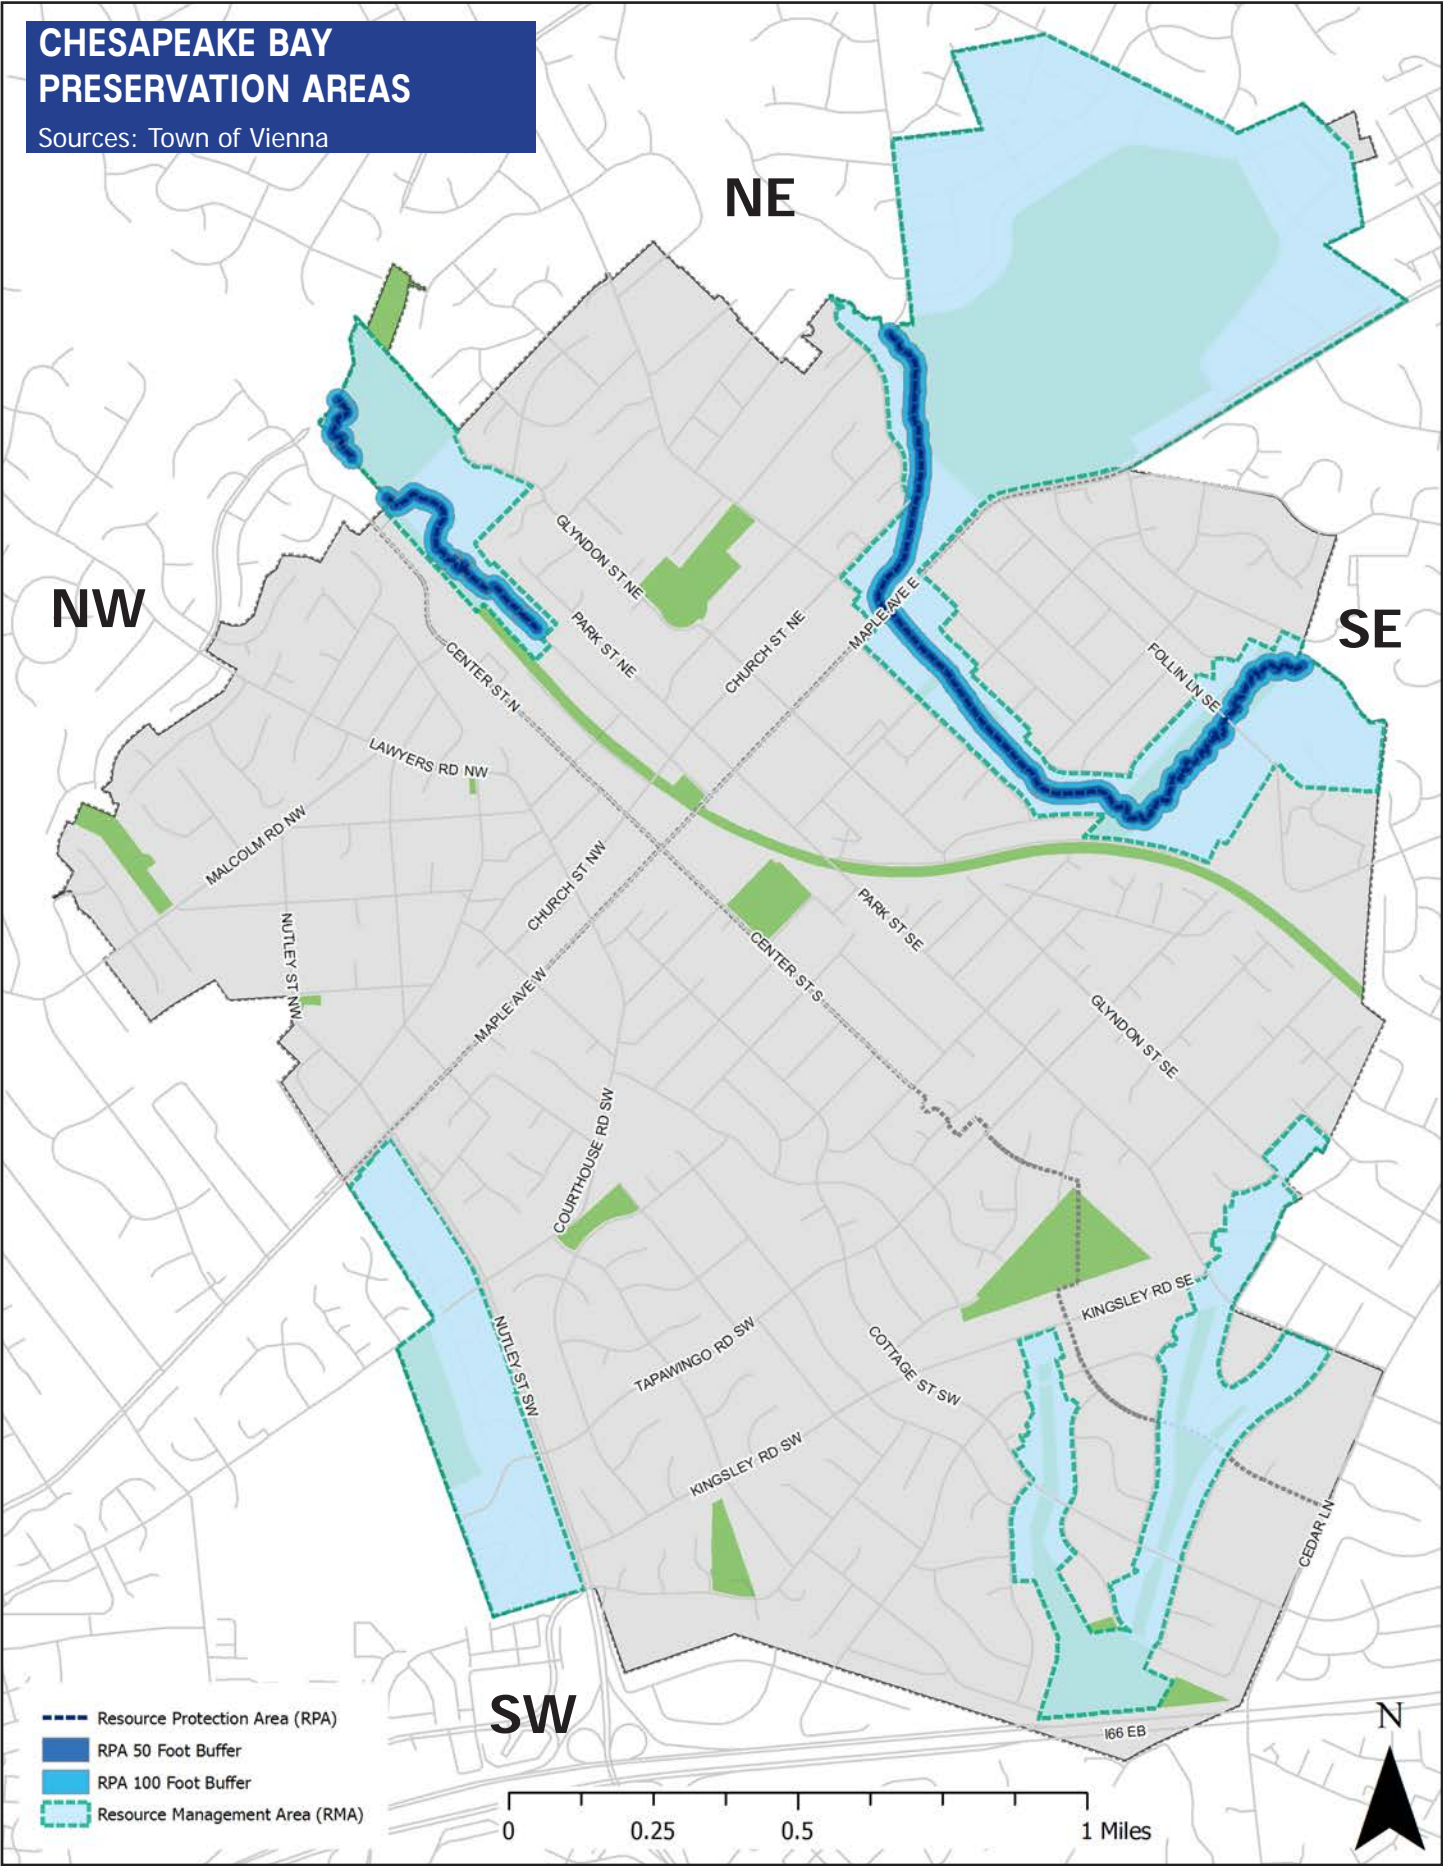 CHESAPEAKE BAY
PRESERVATION AREAS
Sources: Town of Vienna
NE
NW
SE
GLYNDON ST NE
PARK ST NE
CHURCH ST NE
MAPLE AVE E
FOLLIN LN SE
CENTER ST N
LAWYERS RD NW
MALCOLM RD NW
CHURCH ST NW
NUTLEY ST NW
MAPLE AVE W
PARK ST SE
CENTER ST S
GLYNDON ST SE
COURTHOUSE RD SW
KINGSLEY RD SE
NUTLEY ST SW
TAPAWINGO RD SW
COTTAGE ST SW
KINGSLEY RD SW
CEDAR LN
SW
I66 EB
N
Resource Protection Area (RPA)
RPA 50 Foot Buffer
RPA 100 Foot Buffer
Resource Management Area (RMA)
0 0.25 0.5 1 Miles